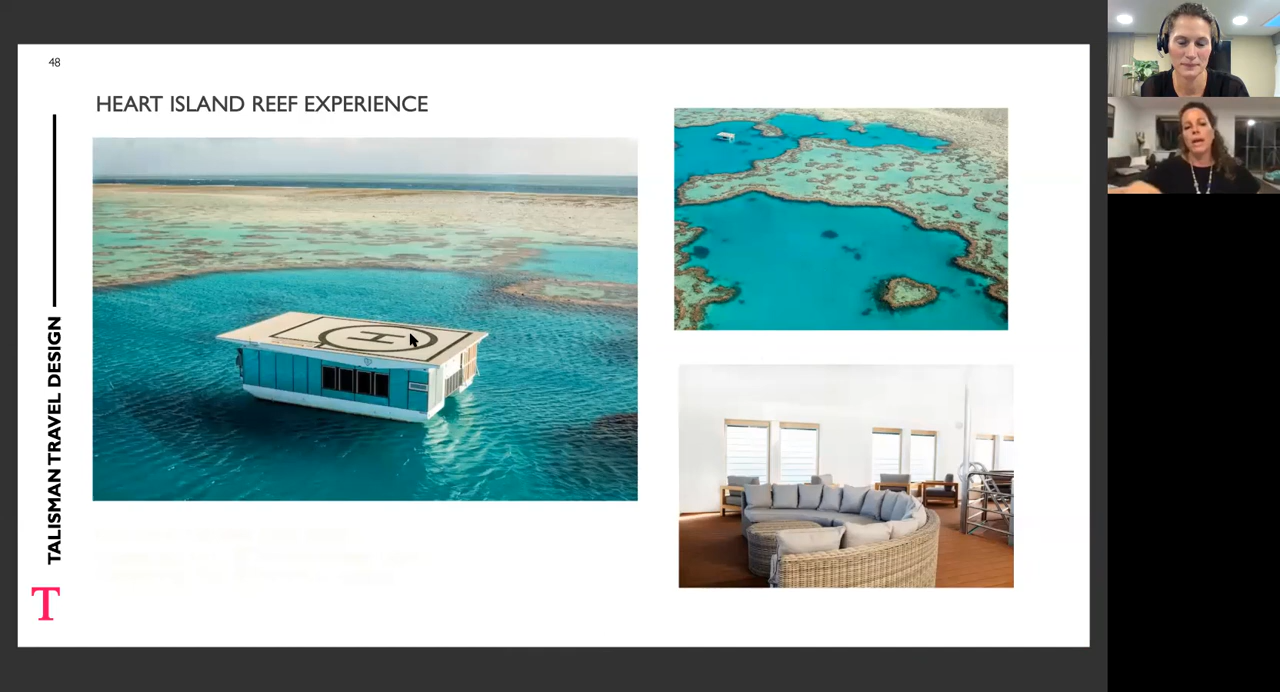 48
HEART ISLAND REEF EXPERIENCE
H
TALISMAN TRAVEL DESIGN
T